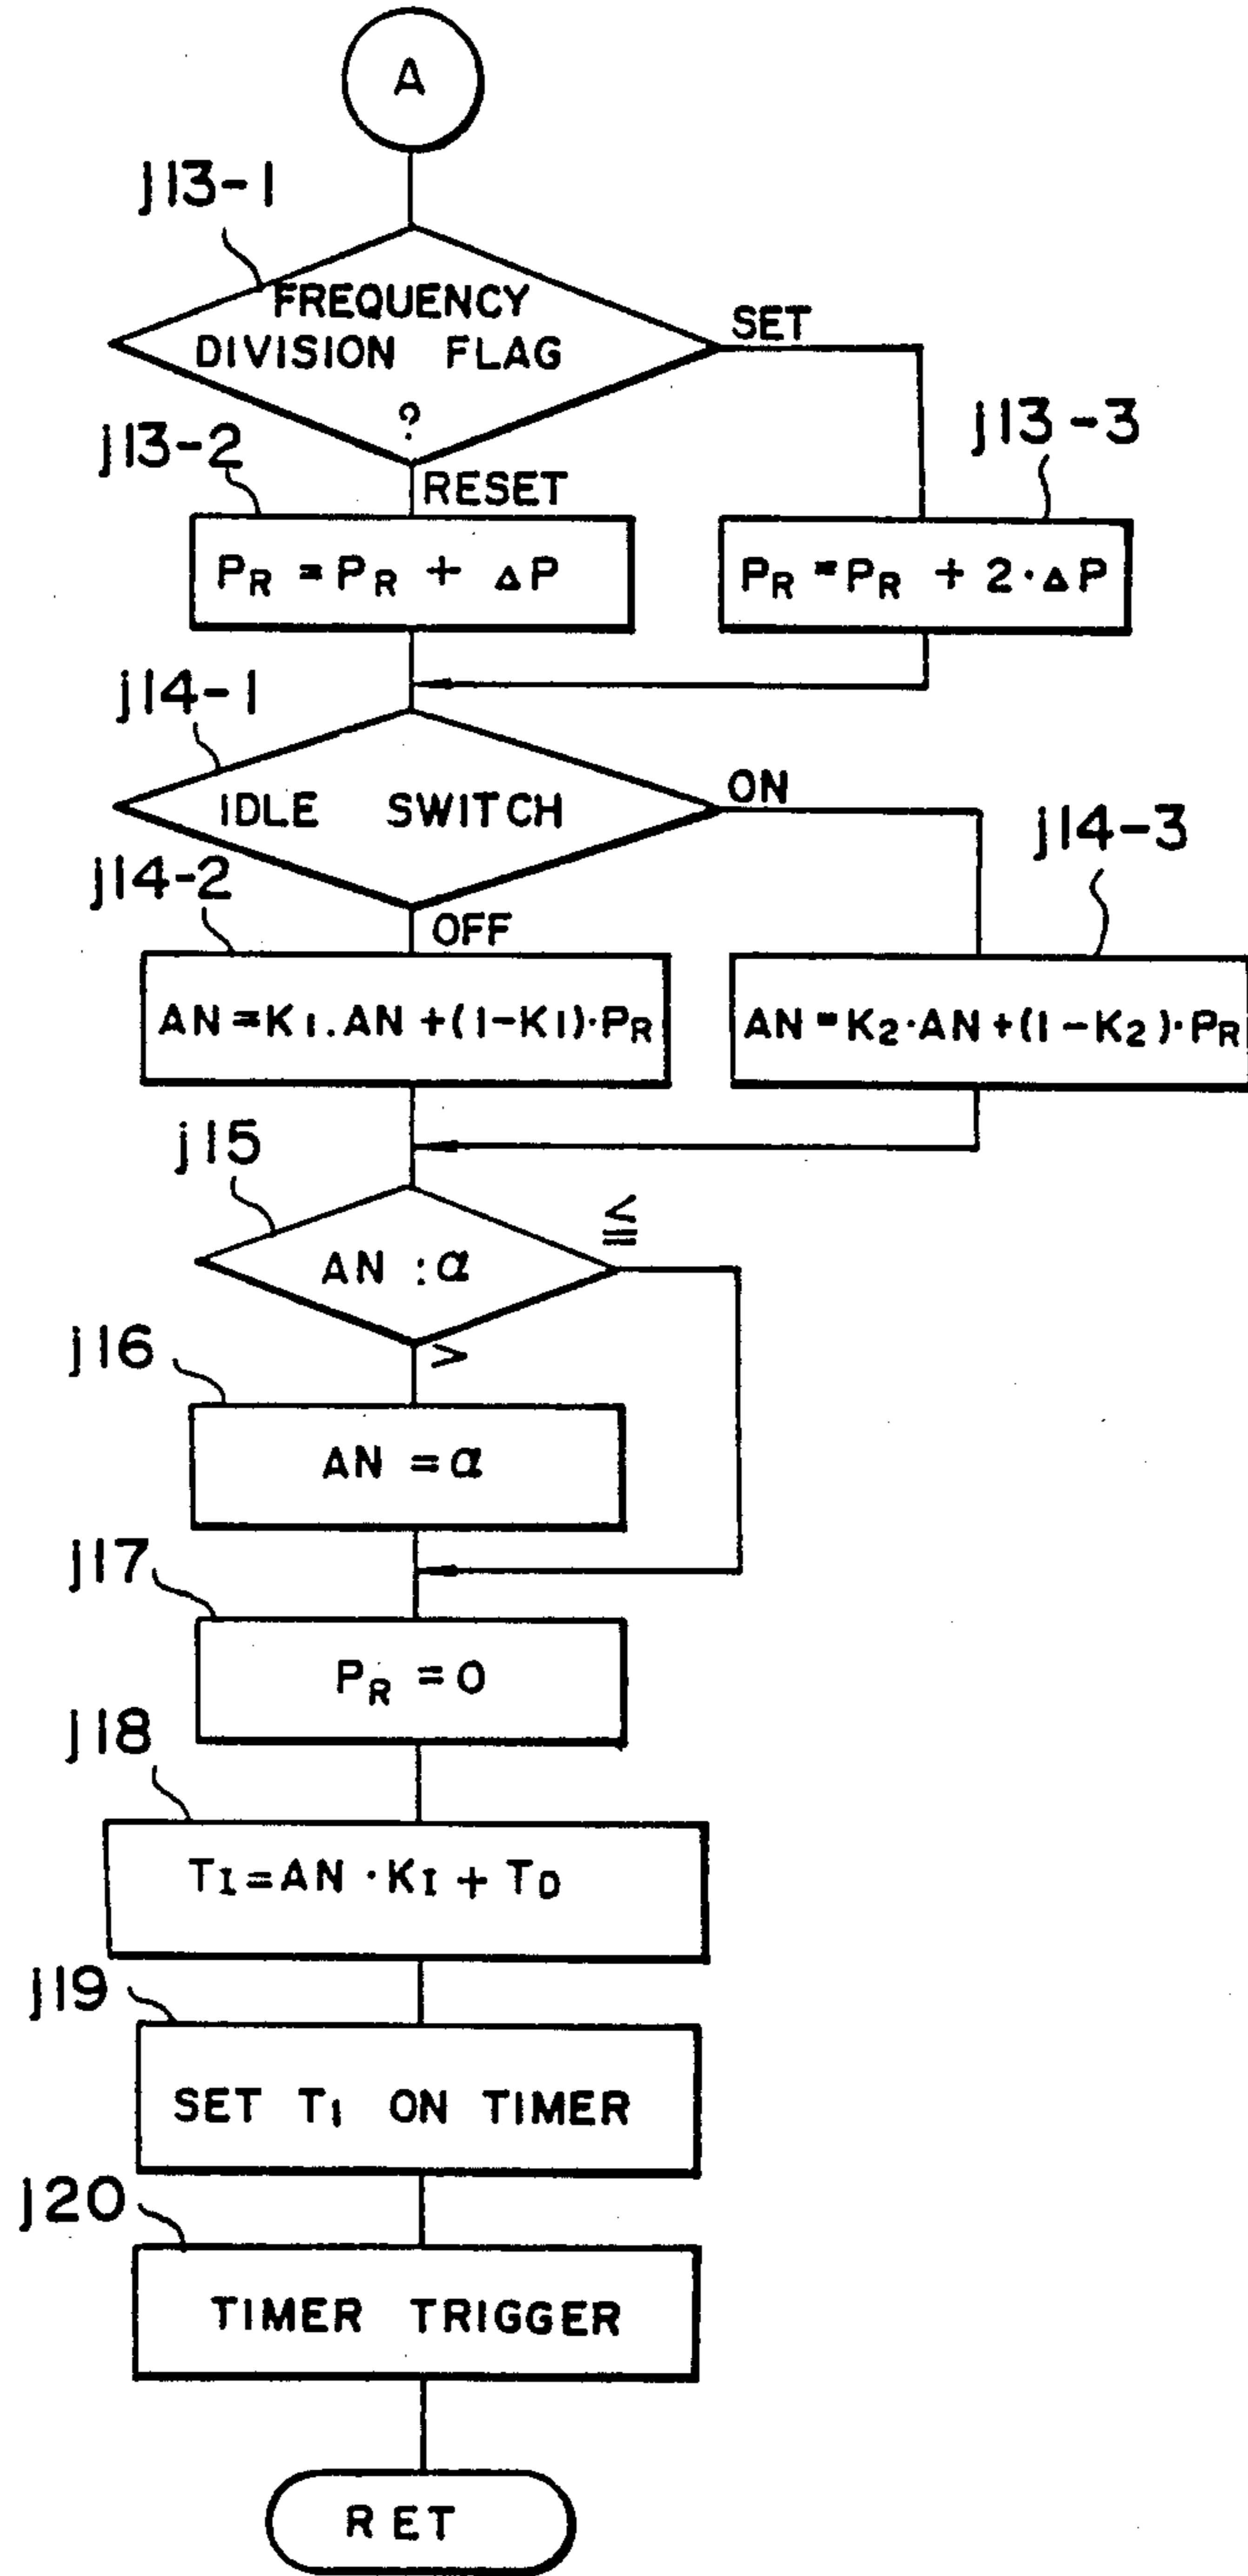 A
j13-1
FREQUENCY
DIVISION FLAG
?
SET
j13-2
RESET
j13-3
PR = PR + ΔP
PR = PR + 2·ΔP
j14-1
IDLE SWITCH
ON
j14-2
OFF
j14-3
AN=K1.AN+(1-K1)·PR
AN=K2·AN+(1-K2)·PR
j15
AN :α
≦
>
j16
AN =α
j17
PR =0
j18
TI=AN ·KI + TD
j19
SET TI ON TIMER
j20
TIMER TRIGGER
RET